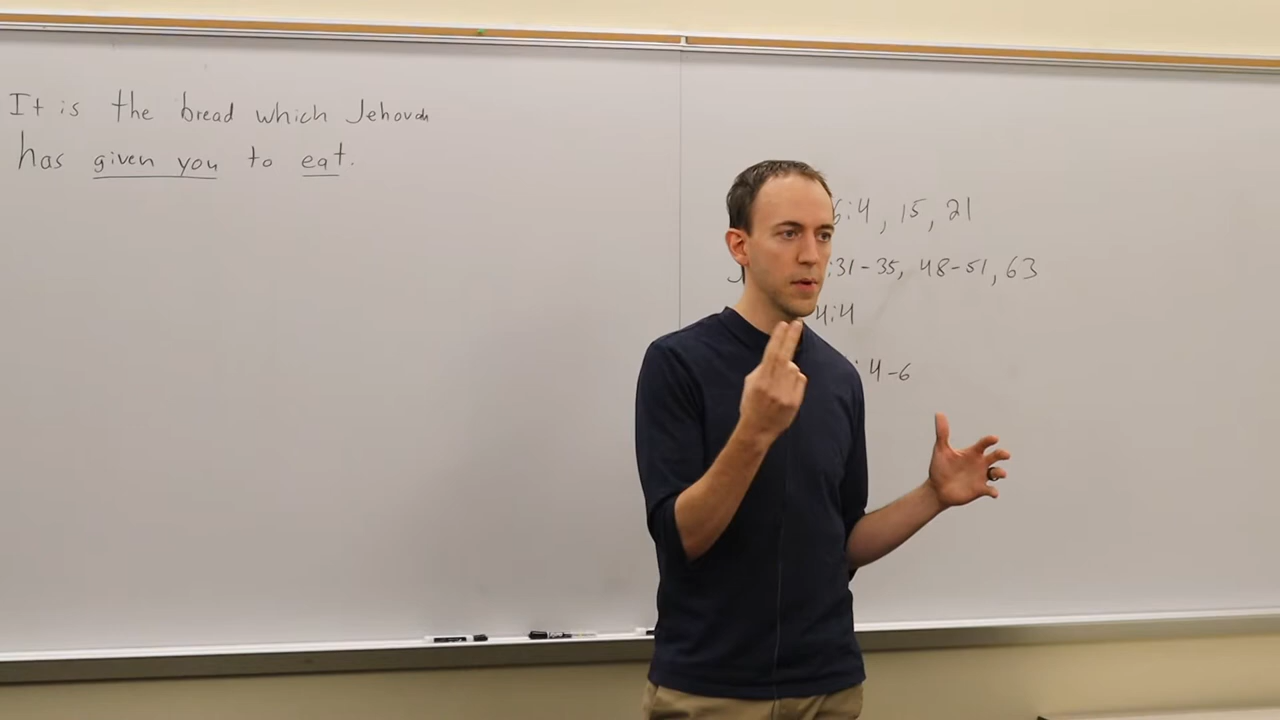 It is the bread which Jehovah
has given you to eat.
6:4, 15, 21
:31-35, 48-51, 63
4:4
: 4-6